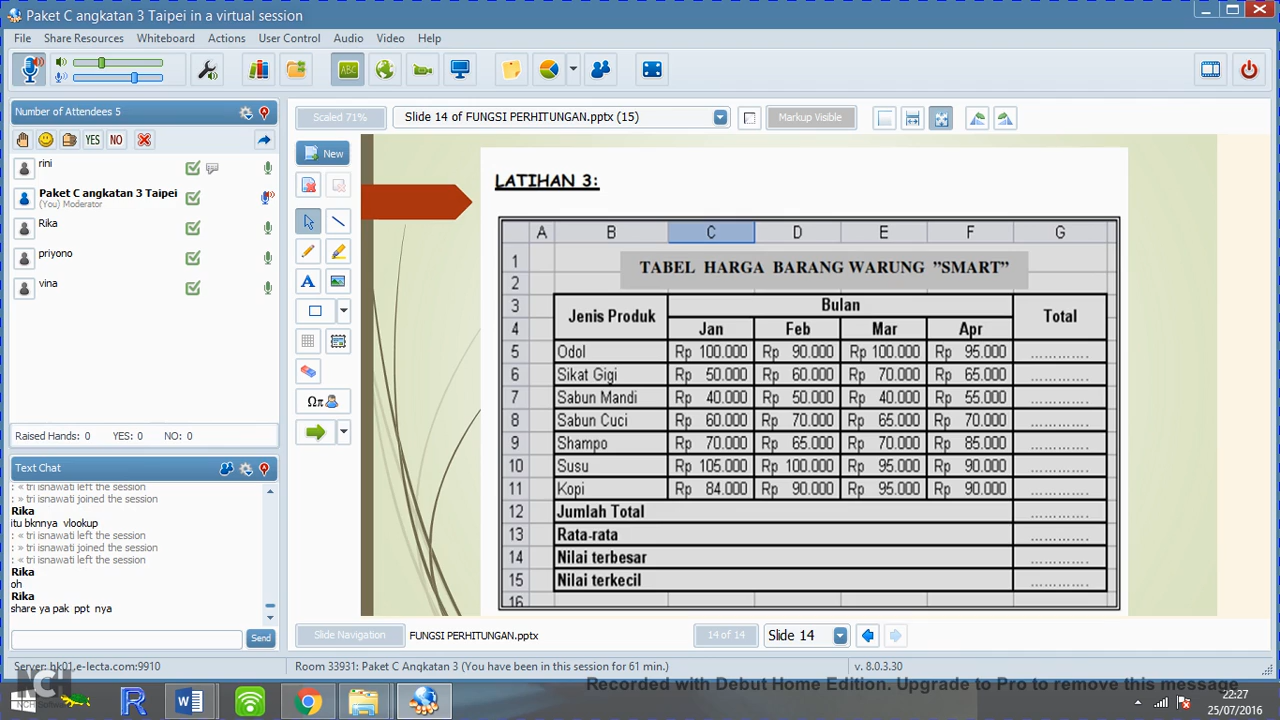 Paket C angkatan 3 Taipei in a virtual session
File Share Resources Whiteboard Actions User Control Audio Video Help
Number of Attendees 5
YES NO
rini
Paket C angkatan 3 Taipei
(You) Moderator
Rika
priyono
vina
Raised Hands: 0 YES: 0 NO: 0
Text Chat
: « tri isnawati left the session
: » tri isnawati joined the session
Rika
itu bknnya vlookup
: « tri isnawati left the session
: » tri isnawati joined the session
: « tri isnawati left the session
Rika
oh
Rika
share ya pak ppt nya
Send
Scaled 71% Slide 14 of FUNGSI PERHITUNGAN.pptx (15) Markup Visible
New
ABC
A
Ωπ
LATIHAN 3:
A B C D E F G
1 TABEL HARGA BARANG WARUNG ”SMART”
2
3 Jenis Produk Bulan Total
4 Jan Feb Mar Apr
5 Odol Rp 100.000 Rp 90.000 Rp 100.000 Rp 95.000 .............
6 Sikat Gigi Rp 50.000 Rp 60.000 Rp 70.000 Rp 65.000 .............
7 Sabun Mandi Rp 40.000 Rp 50.000 Rp 40.000 Rp 55.000 .............
8 Sabun Cuci Rp 60.000 Rp 70.000 Rp 65.000 Rp 70.000 .............
9 Shampo Rp 70.000 Rp 65.000 Rp 70.000 Rp 85.000 .............
10 Susu Rp 105.000 Rp 100.000 Rp 95.000 Rp 90.000 .............
11 Kopi Rp 84.000 Rp 90.000 Rp 95.000 Rp 90.000 .............
12 Jumlah Total .............
13 Rata-rata .............
14 Nilai terbesar .............
15 Nilai terkecil .............
16
Slide Navigation FUNGSI PERHITUNGAN.pptx 14 of 14 Slide 14
Server: bk01.e-lecta.com:9910 Room 33931: Paket C Angkatan 3 (You have been in this session for 61 min.) v. 8.0.3.30
Recorded with Debut Home Edition. Upgrade to Pro to remove this message
NCH
NCH Software
22:27
25/07/2016